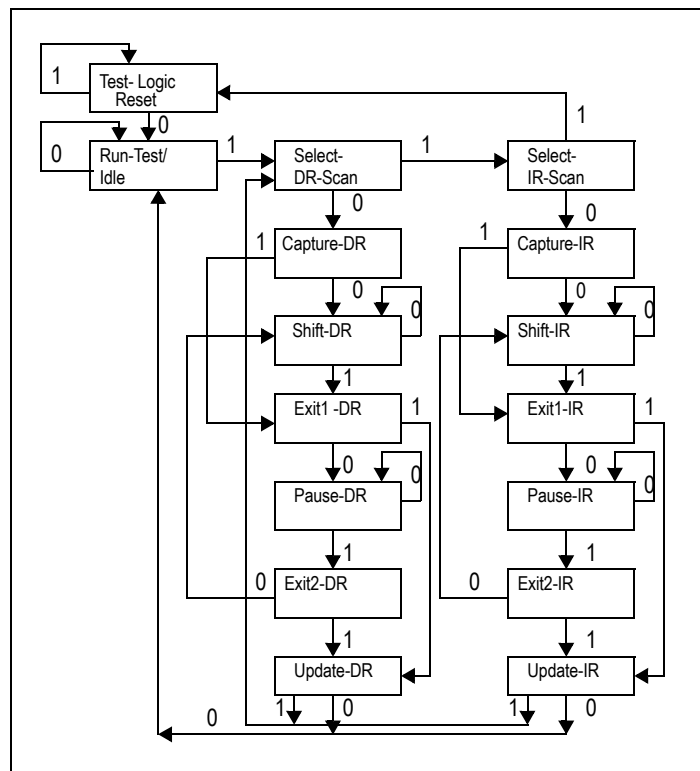 1
Test- Logic
Reset
0
1
0
Run-Test/
Idle
1
Select-
DR-Scan
1
Select-
IR-Scan
0
0
1
Capture-DR
1
Capture-IR
0
0
Shift-DR
0
Shift-IR
0
1
1
Exit1 -DR
1
Exit1-IR
1
0
0
Pause-DR
0
Pause-IR
0
1
1
0
Exit2-DR
0
Exit2-IR
1
1
Update-DR
Update-IR
0
1
0
1
0